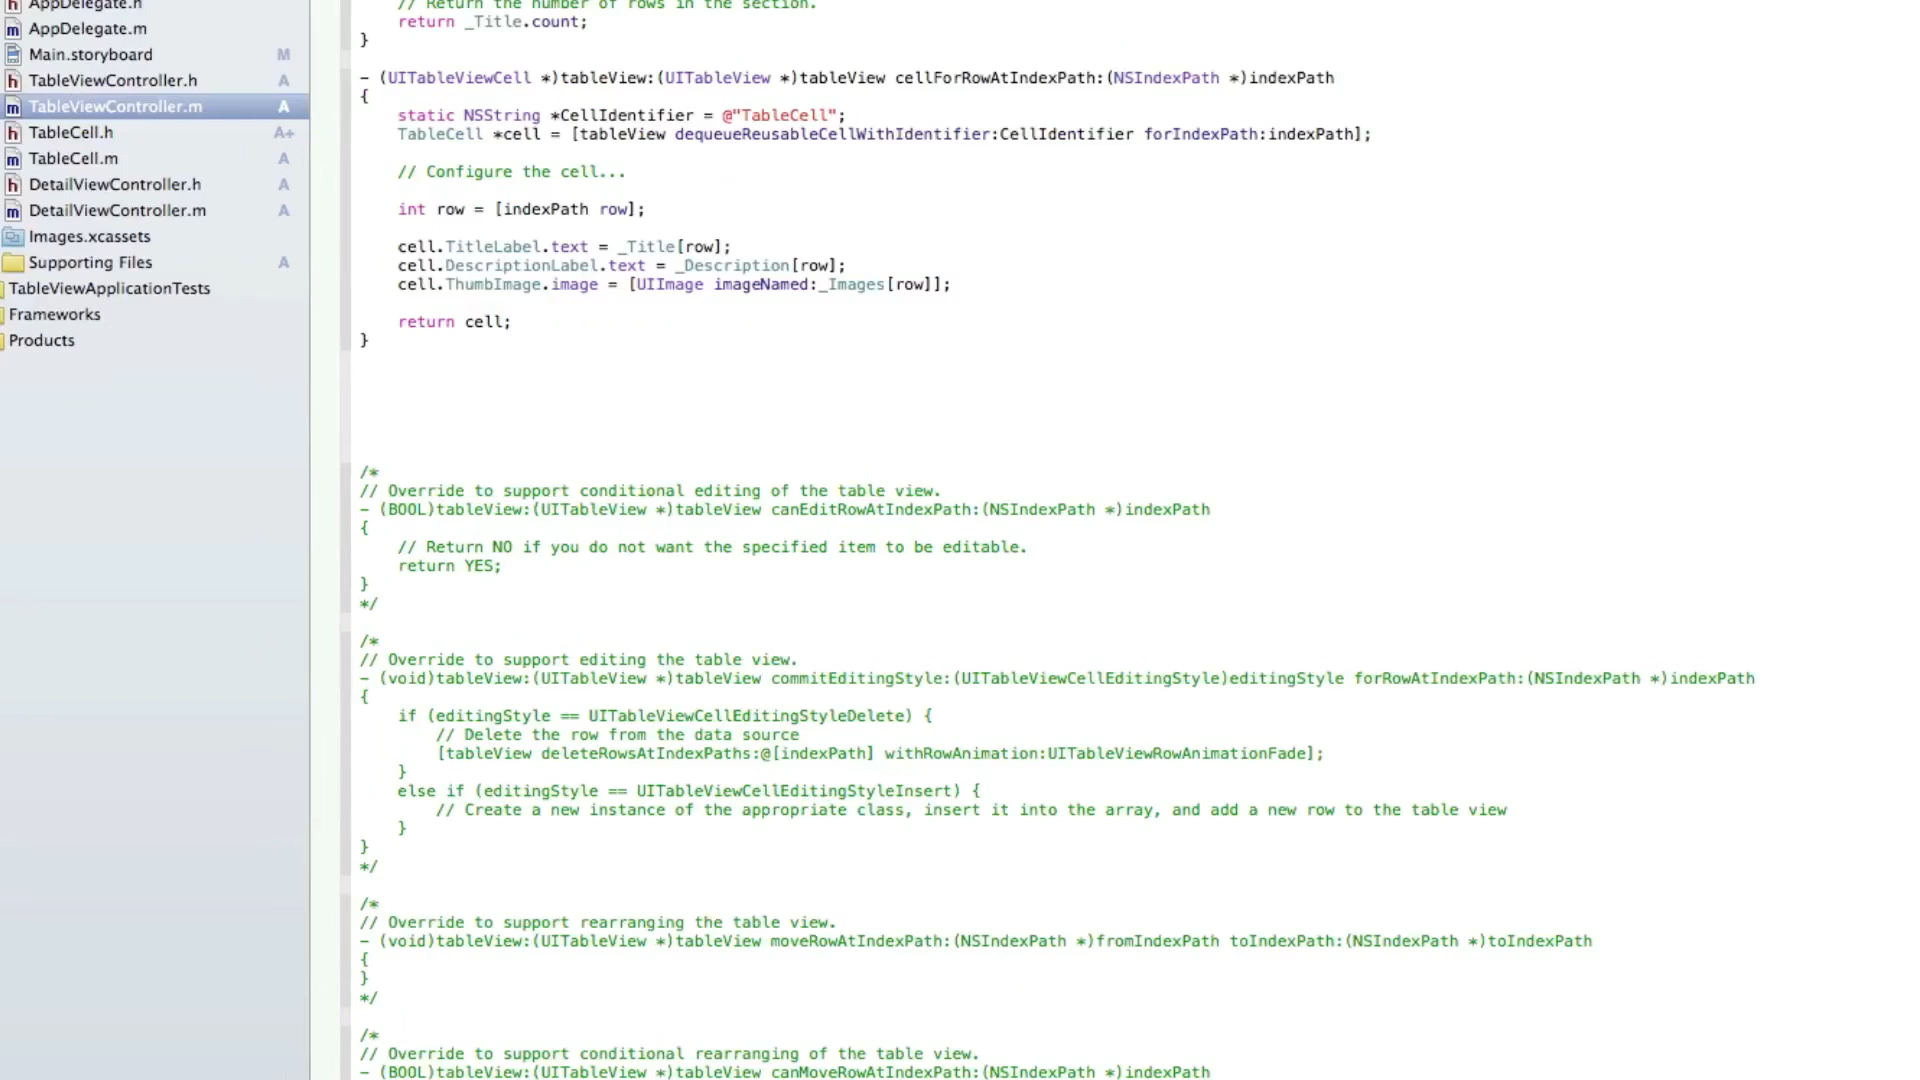 AppDelegate.h
AppDelegate.m
Main.storyboard M
TableViewController.h A
TableViewController.m A
TableCell.h A+
TableCell.m A
DetailViewController.h A
DetailViewController.m A
Images.xcassets
Supporting Files A
TableViewApplicationTests
Frameworks
Products
// Return the number of rows in the section.
return _Title.count;
}
- (UITableViewCell *)tableView:(UITableView *)tableView cellForRowAtIndexPath:(NSIndexPath *)indexPath
{
static NSString *CellIdentifier = @"TableCell";
TableCell *cell = [tableView dequeueReusableCellWithIdentifier:CellIdentifier forIndexPath:indexPath];
// Configure the cell...
int row = [indexPath row];
cell.TitleLabel.text = _Title[row];
cell.DescriptionLabel.text = _Description[row];
cell.ThumbImage.image = [UIImage imageNamed:_Images[row]];
return cell;
}
/*
// Override to support conditional editing of the table view.
- (BOOL)tableView:(UITableView *)tableView canEditRowAtIndexPath:(NSIndexPath *)indexPath
{
// Return NO if you do not want the specified item to be editable.
return YES;
}
*/
/*
// Override to support editing the table view.
- (void)tableView:(UITableView *)tableView commitEditingStyle:(UITableViewCellEditingStyle)editingStyle forRowAtIndexPath:(NSIndexPath *)indexPath
{
if (editingStyle == UITableViewCellEditingStyleDelete) {
// Delete the row from the data source
[tableView deleteRowsAtIndexPaths:@[indexPath] withRowAnimation:UITableViewRowAnimationFade];
}
else if (editingStyle == UITableViewCellEditingStyleInsert) {
// Create a new instance of the appropriate class, insert it into the array, and add a new row to the table view
}
}
*/
/*
// Override to support rearranging the table view.
- (void)tableView:(UITableView *)tableView moveRowAtIndexPath:(NSIndexPath *)fromIndexPath toIndexPath:(NSIndexPath *)toIndexPath
{
}
*/
/*
// Override to support conditional rearranging of the table view.
- (BOOL)tableView:(UITableView *)tableView canMoveRowAtIndexPath:(NSIndexPath *)indexPath